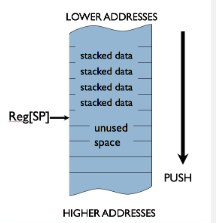 LOWER ADDRESSES
stacked data
stacked data
stacked data
stacked data
Reg[SP]
unused
space
PUSH
HIGHER ADDRESSES